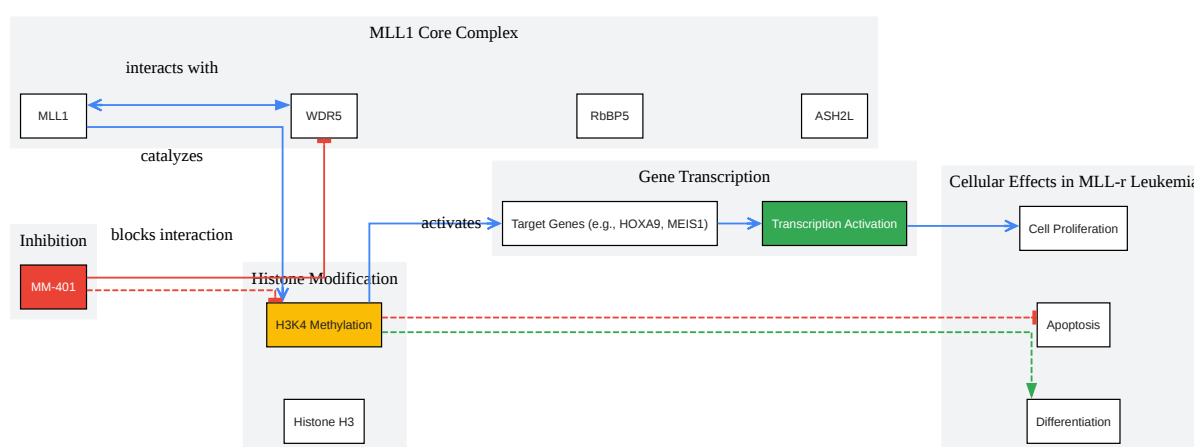 MLL1 Core Complex
interacts with
MLL1
WDR5
RbBP5
ASH2L
catalyzes
Gene Transcription
Cellular Effects in MLL-r Leukemia
activates
Target Genes (e.g., HOXA9, MEIS1)
Transcription Activation
Cell Proliferation
Inhibition
blocks interaction
MM-401
Histone Modification
H3K4 Methylation
Apoptosis
Histone H3
Differentiation